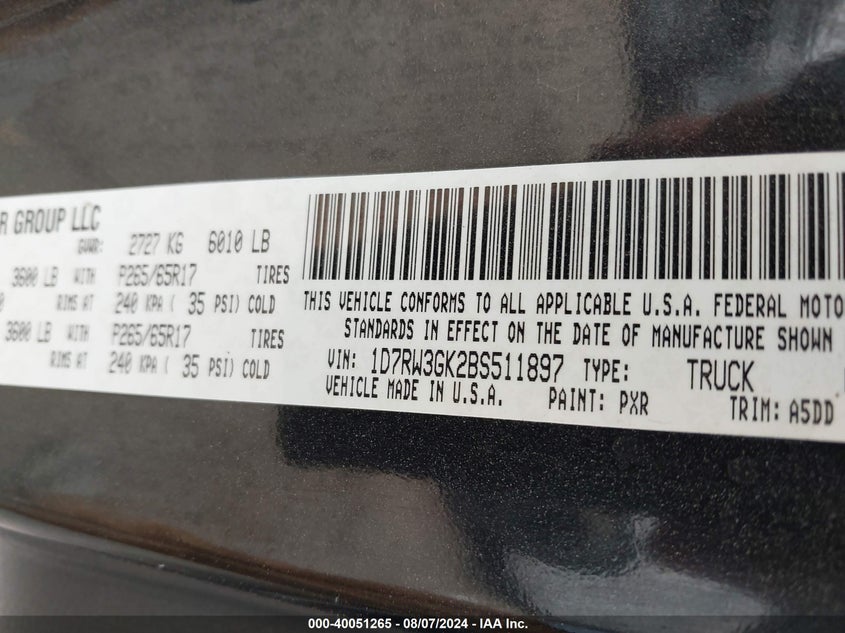 R GROUP LLC
GVWR: 2727 KG 6010 LB
3600 LB WITH P265/65R17 TIRES
0 RIMS AT 240 KPA ( 35 PSI) COLD
3600 LB WITH P265/65R17 TIRES
RIMS AT 240 KPA ( 35 PSI) COLD
THIS VEHICLE CONFORMS TO ALL APPLICABLE U.S.A. FEDERAL MOTO
STANDARDS IN EFFECT ON THE DATE OF MANUFACTURE SHOWN
VIN: 1D7RW3GK2BS511897 TYPE: TRUCK
VEHICLE MADE IN U.S.A. PAINT: PXR TRIM: A5DD
000-40051265 - 08/07/2024 - IAA Inc.